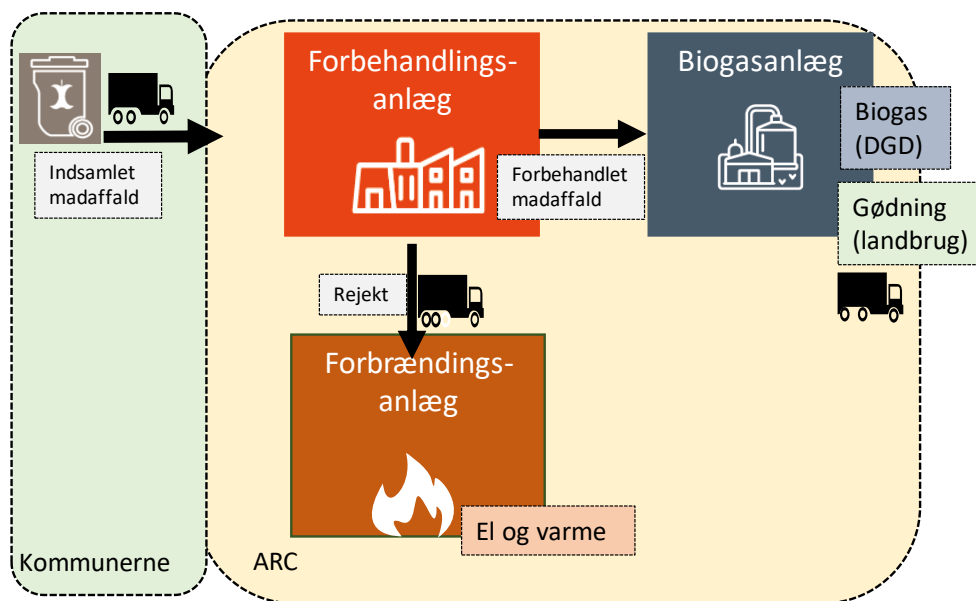 Forbehandlings-
anlæg
Biogasanlæg
Biogas
(DGD)
Indsamlet
madaffald
Forbehandlet
madaffald
Gødning
(landbrug)
Rejekt
Forbrændings-
anlæg
El og varme
Kommunerne
ARC